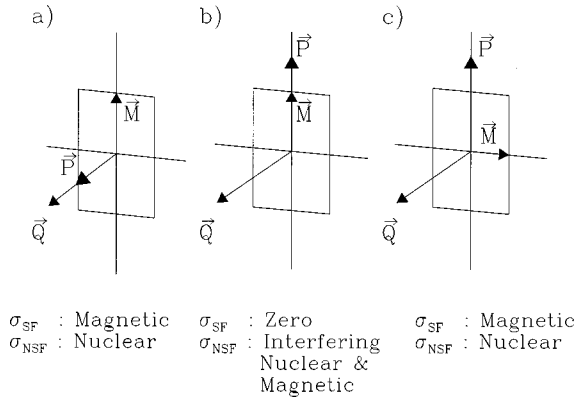 a)
b)
c)
P⃗
P⃗
M⃗
M⃗
M⃗
P⃗
Q⃗
Q⃗
Q⃗
σSF : Magnetic
σNSF : Nuclear
σSF : Zero
σNSF : Interfering
Nuclear &
Magnetic
σSF : Magnetic
σNSF : Nuclear